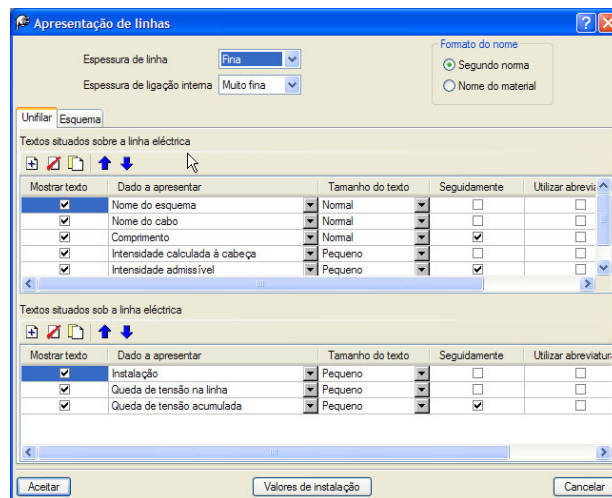 Apresentação de linhas
Espessura de linha Fina
Espessura de ligação interna Muito fina
Formato do nome
Segundo norma
Nome do material
Unifilar Esquema
Textos situados sobre a linha eléctrica
Mostrar texto Dado a apresentar Tamanho do texto Seguidamente Utilizar abrevia
Nome do esquema Normal
Nome do cabo Normal
Comprimento Normal
Intensidade calculada à cabeça Pequeno
Intensidade admissível Pequeno
Textos situados sob a linha eléctrica
Mostrar texto Dado a apresentar Tamanho do texto Seguidamente Utilizar abreviatur
Instalação Pequeno
Queda de tensão na linha Pequeno
Queda de tensão acumulada Pequeno
Aceitar Valores de instalação Cancelar